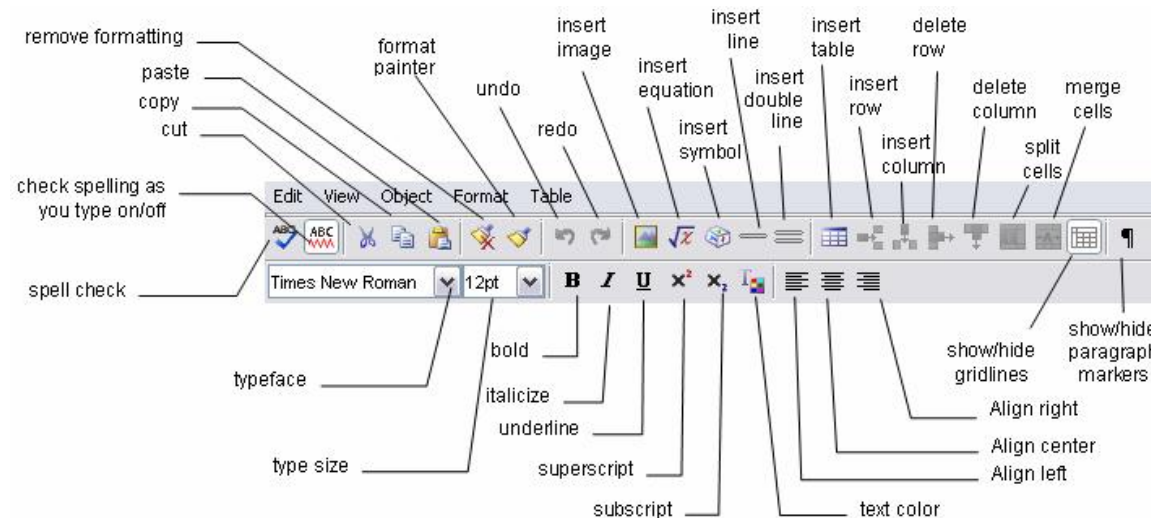 remove formatting
paste
copy
cut
check spelling as
you type on/off
spell check
format
painter
undo
redo
insert
image
insert
equation
insert
symbol
insert
line
insert
double
line
insert
table
insert
row
insert
column
delete
row
delete
column
split
cells
merge
cells
Edit View Object Format Table
ABC ABC
Times New Roman 12pt B I U x² x₂ T
¶
typeface
type size
bold
italicize
underline
superscript
subscript
text color
Align left
Align center
Align right
show/hide
gridlines
show/hide
paragraph
markers